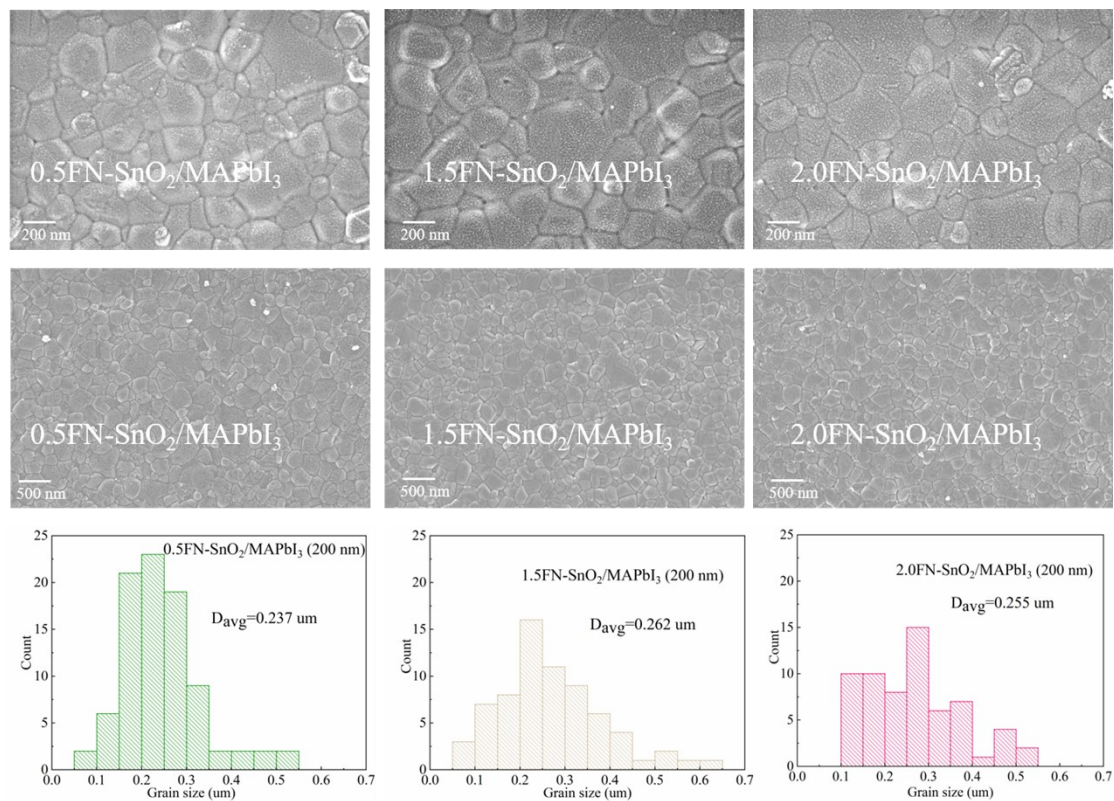 0.5FN-SnO₂/MAPbI₃
200 nm
1.5FN-SnO₂/MAPbI₃
200 nm
2.0FN-SnO₂/MAPbI₃
200 nm
0.5FN-SnO₂/MAPbI₃
500 nm
1.5FN-SnO₂/MAPbI₃
500 nm
2.0FN-SnO₂/MAPbI₃
500 nm
0.5FN-SnO₂/MAPbI₃ (200 nm)
Davg=0.237 um
Count
25
20
15
10
5
0
0.0 0.1 0.2 0.3 0.4 0.5 0.6 0.7
Grain size (um)
1.5FN-SnO₂/MAPbI₃ (200 nm)
Davg=0.262 um
Count
25
20
15
10
5
0
0.0 0.1 0.2 0.3 0.4 0.5 0.6 0.7
Grain size (um)
2.0FN-SnO₂/MAPbI₃ (200 nm)
Davg=0.255 um
Count
25
20
15
10
5
0
0.0 0.1 0.2 0.3 0.4 0.5 0.6 0.7
Grain size (um)